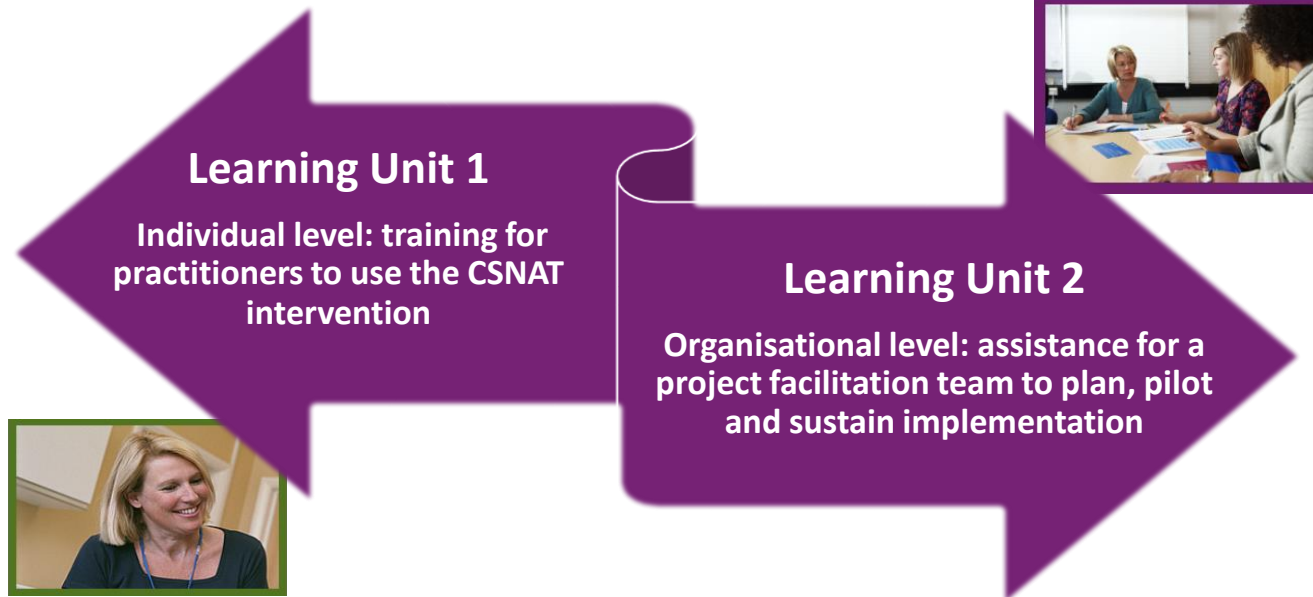 Learning Unit 1
Individual level: training for
practitioners to use the CSNAT
intervention
Learning Unit 2
Organisational level: assistance for a
project facilitation team to plan, pilot
and sustain implementation